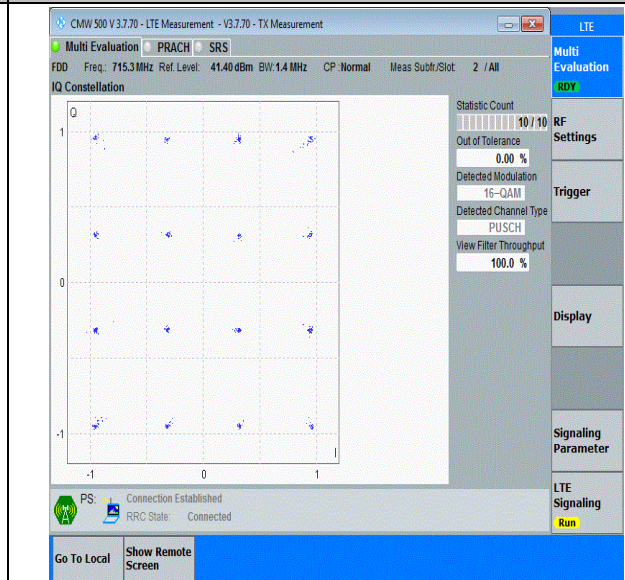 CMW 500 V 3.7.70 - LTE Measurement - V3.7.70 - TX Measurement
LTE
Multi Evaluation PRACH SRS
Multi
Evaluation
RDY
FDD Freq.: 715.3 MHz Ref. Level: 41.40 dBm BW: 1.4 MHz CP : Normal Meas Subfr./Slot: 2 / All
IQ Constellation
Q
1
0
-1
-1 0 1
I
Statistic Count
10 / 10
Out of Tolerance
0.00 %
Detected Modulation
16-QAM
Detected Channel Type
PUSCH
View Filter Throughput
100.0 %
RF
Settings
Trigger
Display
Signaling
Parameter
LTE
Signaling
Run
PS: Connection Established
RRC State: Connected
Go To Local
Show Remote
Screen